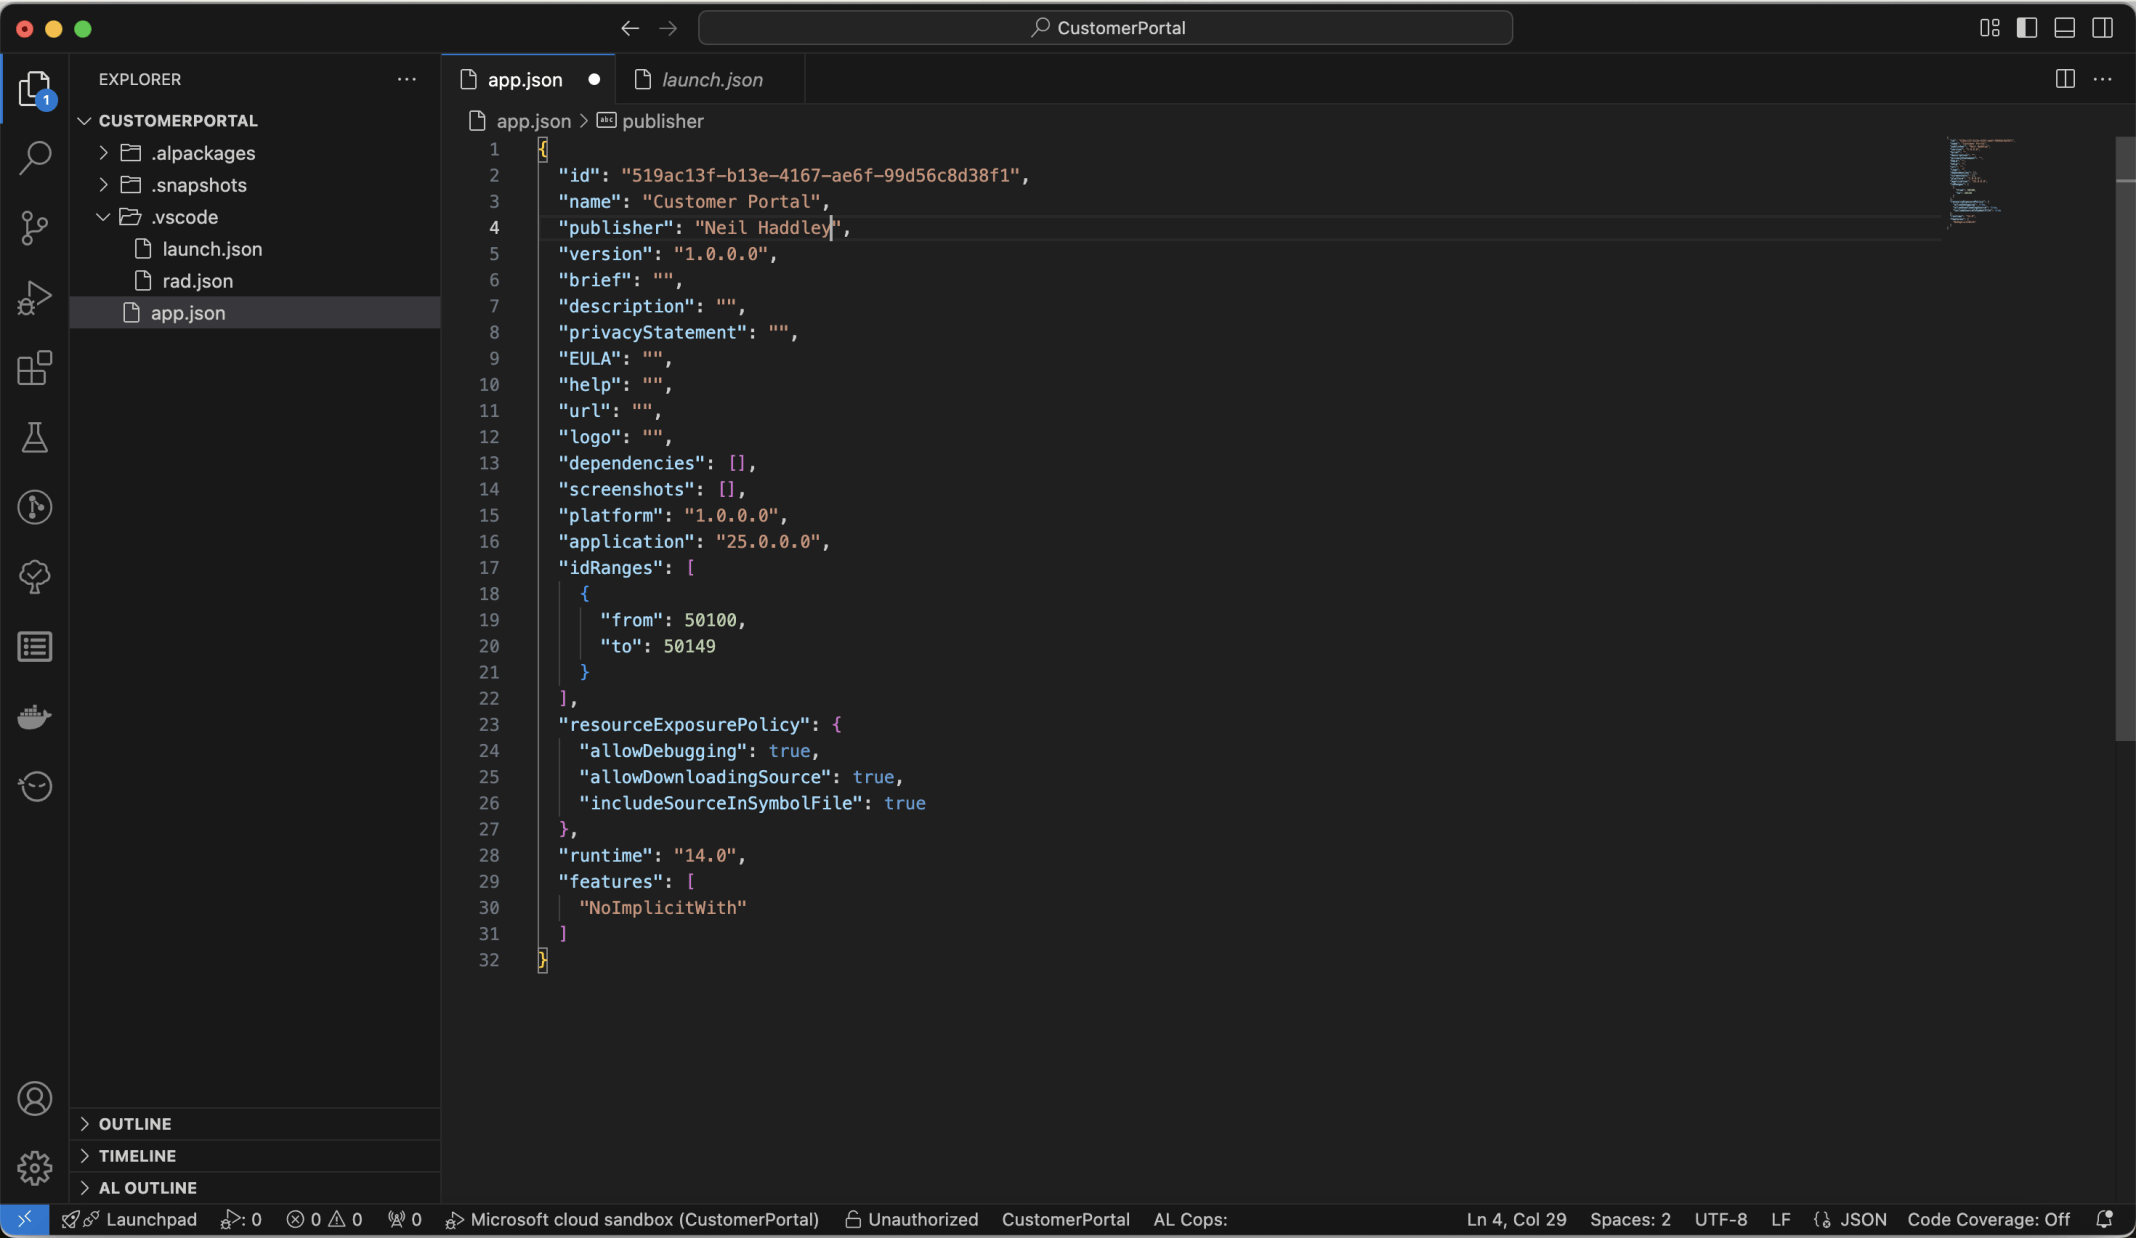 CustomerPortal
EXPLORER
1
CUSTOMERPORTAL
.alpackages
.snapshots
.vscode
launch.json
rad.json
app.json
OUTLINE
TIMELINE
AL OUTLINE
app.json
launch.json
app.json > abc publisher
1 {
2 "id": "519ac13f-b13e-4167-ae6f-99d56c8d38f1",
3 "name": "Customer Portal",
4 "publisher": "Neil Haddley",
5 "version": "1.0.0.0",
6 "brief": "",
7 "description": "",
8 "privacyStatement": "",
9 "EULA": "",
10 "help": "",
11 "url": "",
12 "logo": "",
13 "dependencies": [],
14 "screenshots": [],
15 "platform": "1.0.0.0",
16 "application": "25.0.0.0",
17 "idRanges": [
18 {
19 "from": 50100,
20 "to": 50149
21 }
22 ],
23 "resourceExposurePolicy": {
24 "allowDebugging": true,
25 "allowDownloadingSource": true,
26 "includeSourceInSymbolFile": true
27 },
28 "runtime": "14.0",
29 "features": [
30 "NoImplicitWith"
31 ]
32 }
Launchpad : 0 0 0 0 Microsoft cloud sandbox (CustomerPortal) Unauthorized CustomerPortal AL Cops: Ln 4, Col 29 Spaces: 2 UTF-8 LF JSON Code Coverage: Off